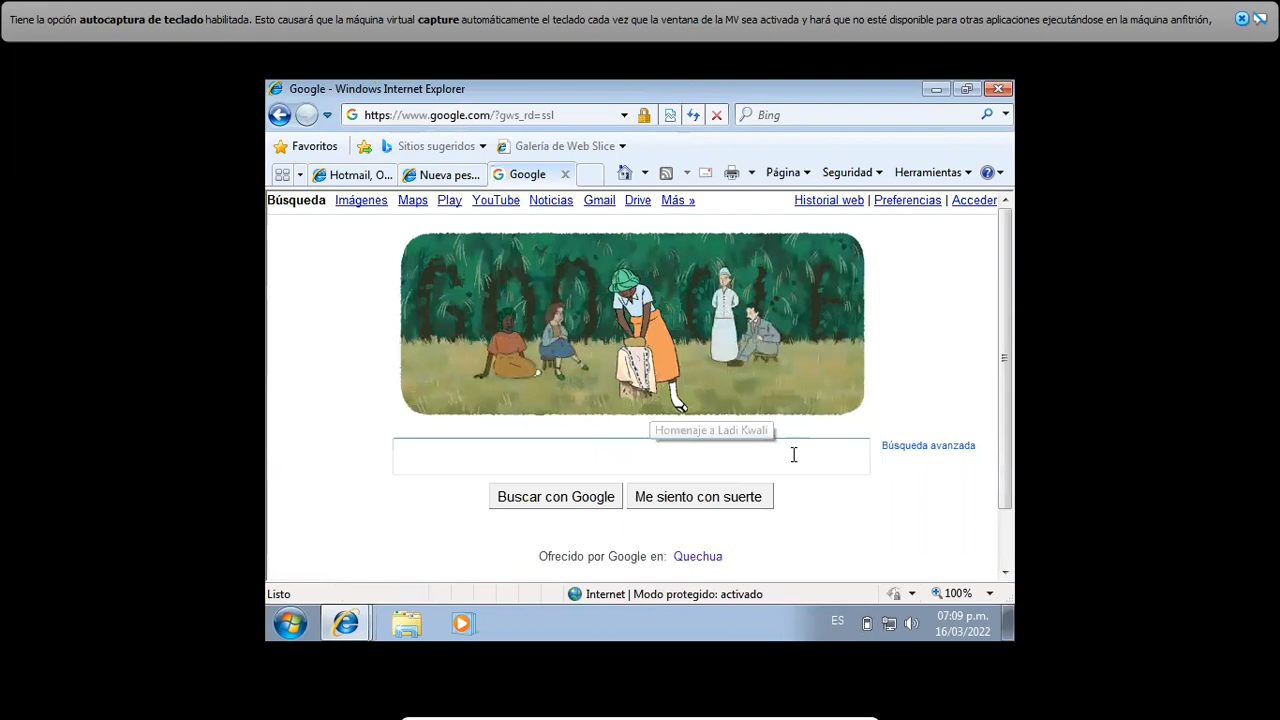 Tiene la opción autocaptura de teclado habilitada. Esto causará que la máquina virtual capture automáticamente el teclado cada vez que la ventana de la MV sea activada y hará que no esté disponible para otras aplicaciones ejecutándose en la máquina anfitrión,
Google - Windows Internet Explorer
https://www.google.com/?gws_rd=ssl
Bing
Favoritos
Sitios sugeridos
Galería de Web Slice
Hotmail, O...
Nueva pes...
Google
Página
Seguridad
Herramientas
Búsqueda Imágenes Maps Play YouTube Noticias Gmail Drive Más »
Historial web | Preferencias | Acceder
GOOGLE
Homenaje a Ladi Kwali
Búsqueda avanzada
Buscar con Google
Me siento con suerte
Ofrecido por Google en: Quechua
Listo
Internet | Modo protegido: activado
100%
ES
07:09 p.m.
16/03/2022